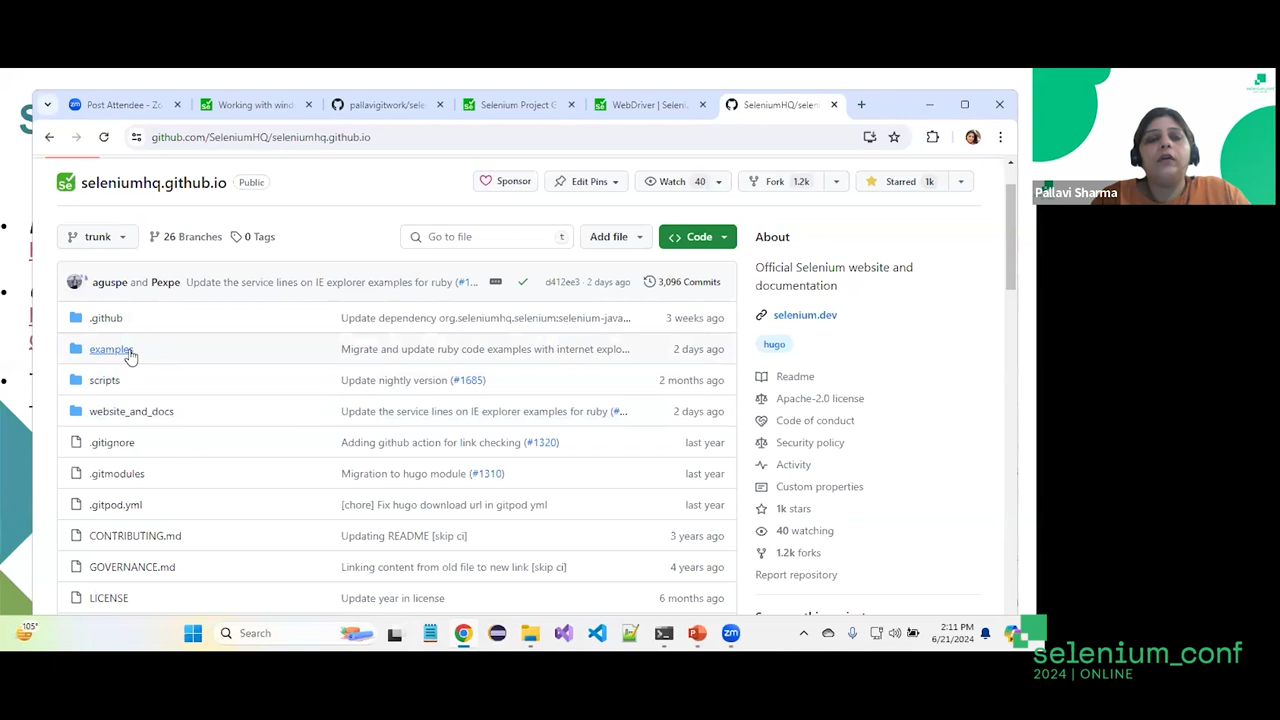 Post Attendee - Zo
Working with wind
pallavigitwork/sele
Selenium Project G
WebDriver | Seleni
SeleniumHQ/selen
github.com/SeleniumHQ/seleniumhq.github.io
Pallavi Sharma
seleniumhq.github.io
Public
Sponsor
Edit Pins
Watch 40
Fork 1.2k
Starred 1k
trunk
26 Branches
0 Tags
Go to file
t
Add file
Code
About
Official Selenium website and
documentation
aguspe and Pexpe Update the service lines on IE explorer examples for ruby (#1... d412ee3 · 2 days ago 3,096 Commits
.github Update dependency org.seleniumhq.selenium:selenium-java... 3 weeks ago
selenium.dev
examples Migrate and update ruby code examples with internet explo... 2 days ago
hugo
scripts Update nightly version (#1685) 2 months ago
Readme
Apache-2.0 license
website_and_docs Update the service lines on IE explorer examples for ruby (#... 2 days ago
Code of conduct
.gitignore Adding github action for link checking (#1320) last year
Security policy
Activity
.gitmodules Migration to hugo module (#1310) last year
Custom properties
.gitpod.yml [chore] Fix hugo download url in gitpod yml last year
1k stars
40 watching
CONTRIBUTING.md Updating README [skip ci] 3 years ago
1.2k forks
GOVERNANCE.md Linking content from old file to new link [skip ci] 4 years ago
Report repository
LICENSE Update year in license 6 months ago
105°
Search
2:11 PM
6/21/2024
selenium_conf
2024 | ONLINE